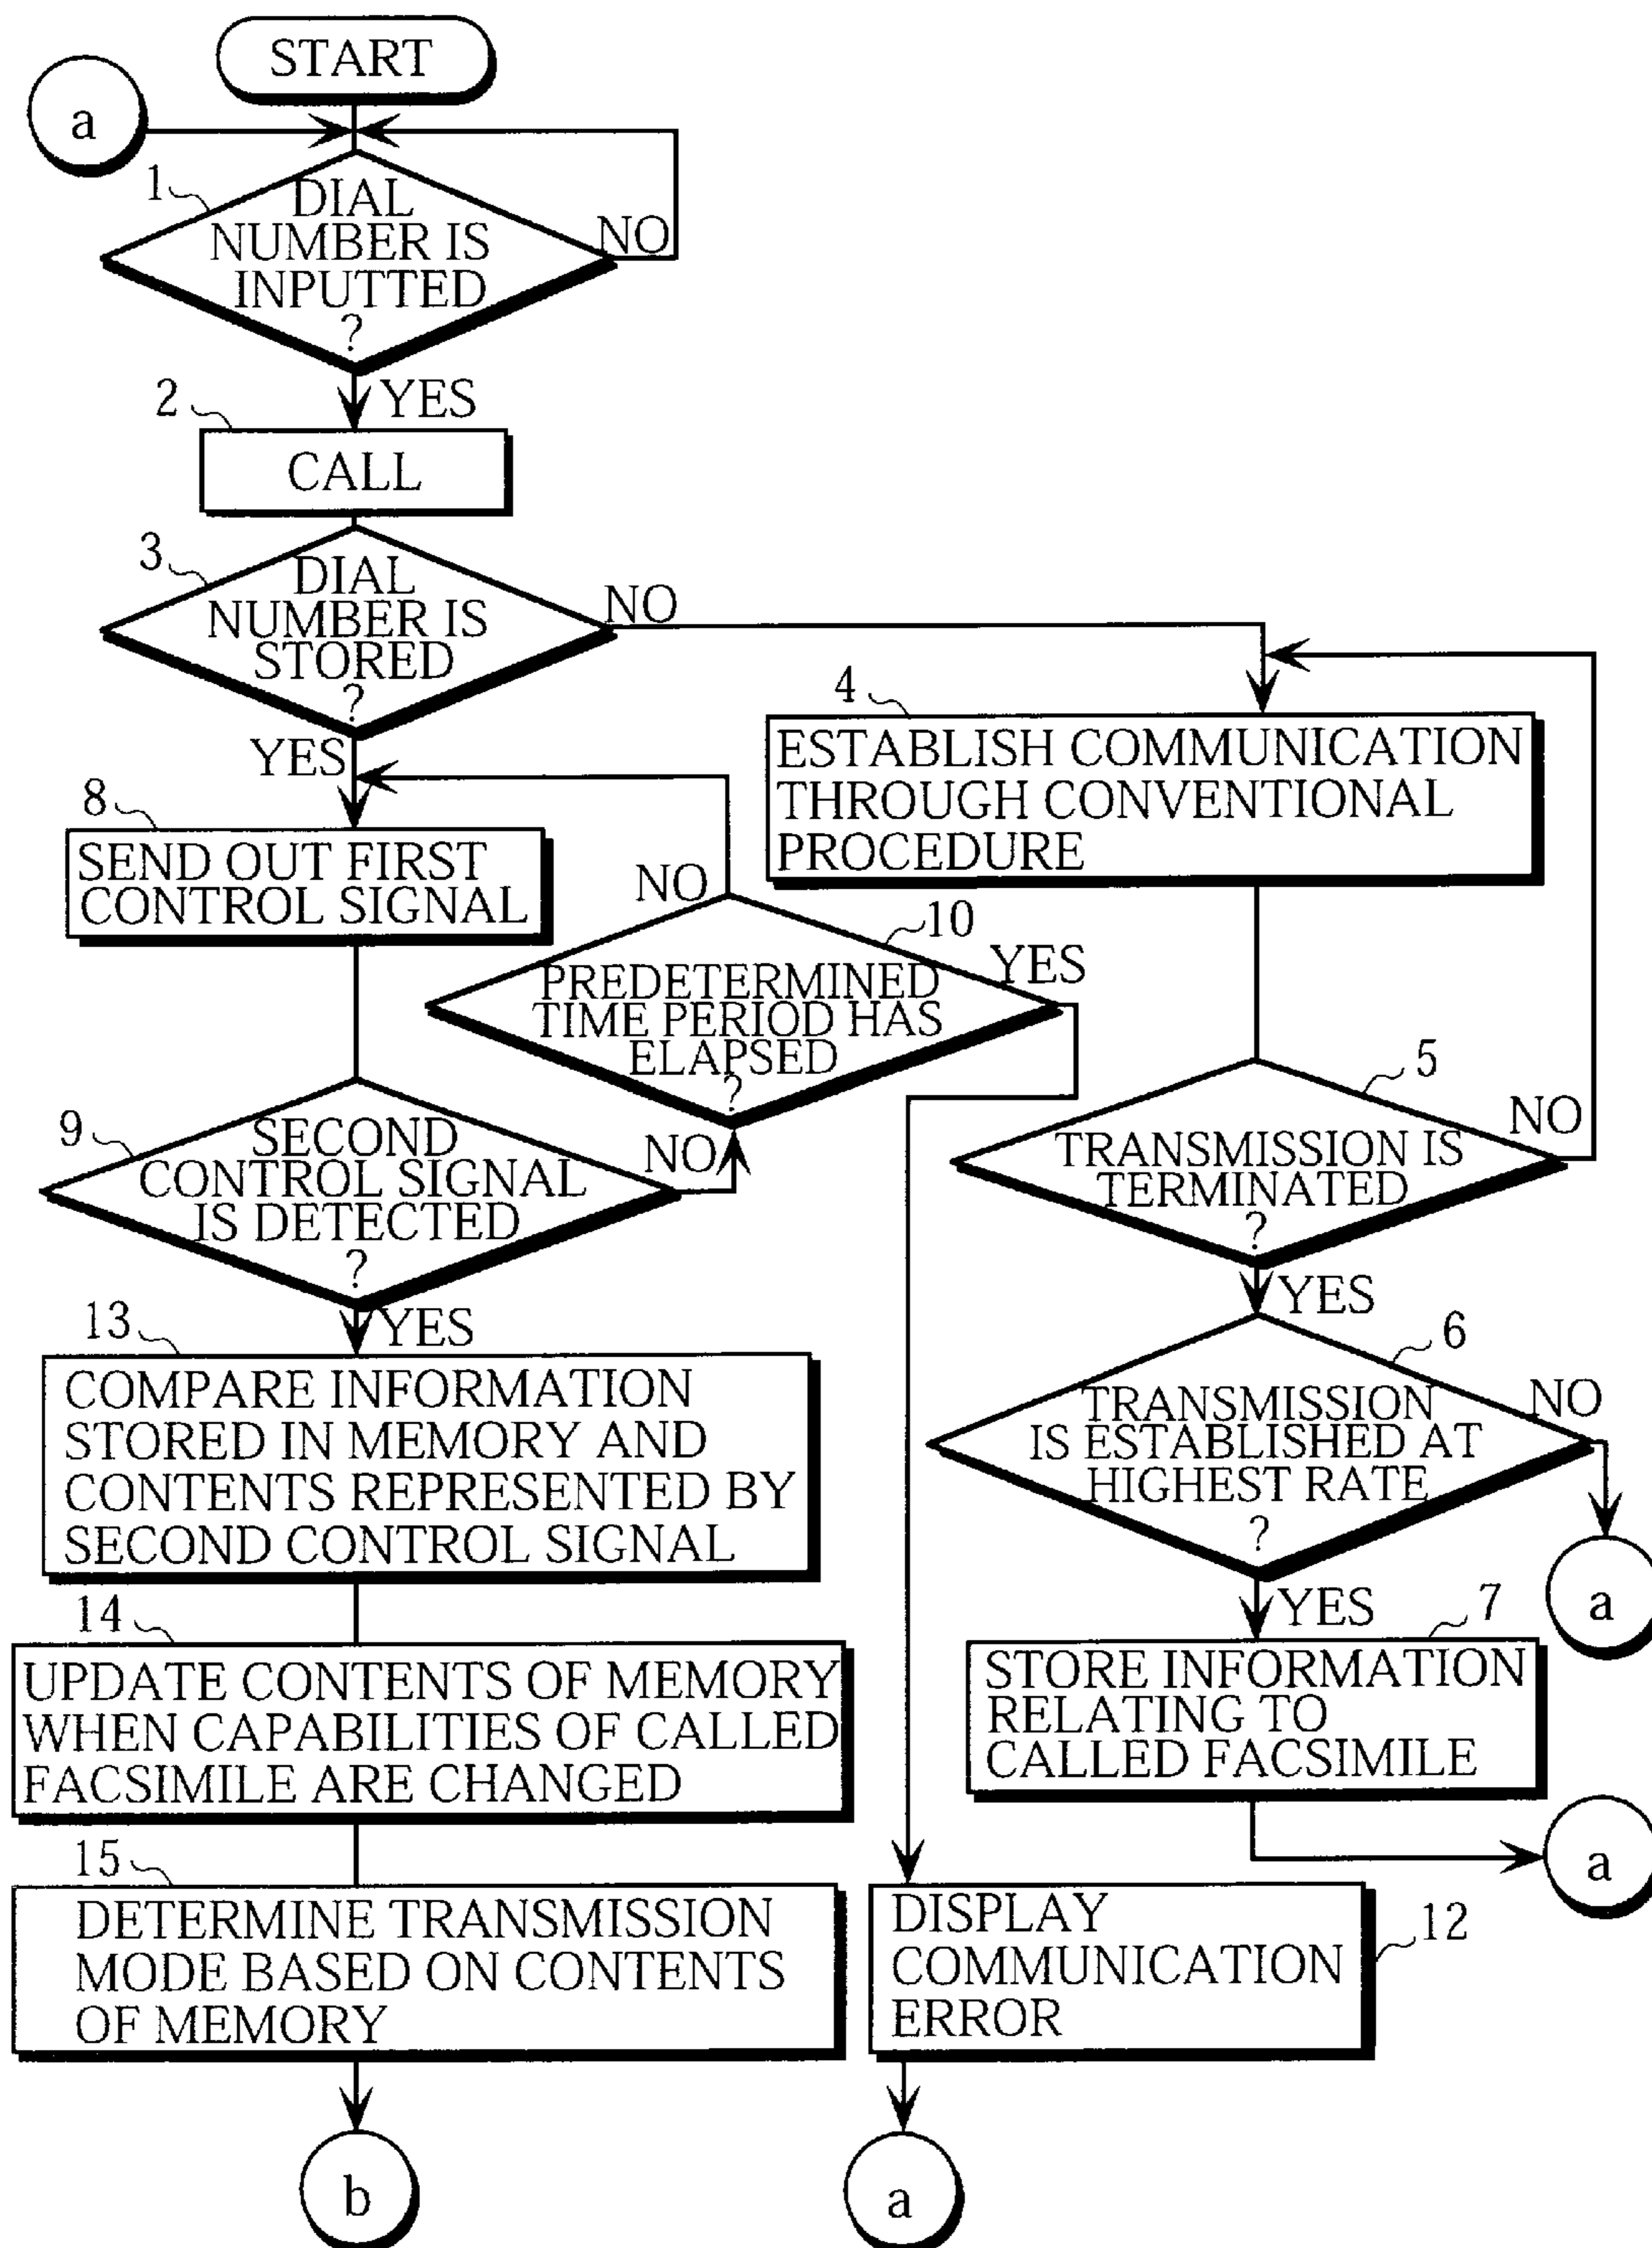 START
a
1
DIAL
NUMBER IS
INPUTTED
?
NO
YES
2
CALL
3
DIAL
NUMBER IS
STORED
?
NO
YES
4
ESTABLISH COMMUNICATION
THROUGH CONVENTIONAL
PROCEDURE
8
SEND OUT FIRST
CONTROL SIGNAL
NO
10
YES
PREDETERMINED
TIME PERIOD HAS
ELAPSED
?
5
NO
TRANSMISSION IS
TERMINATED
?
YES
9
SECOND
CONTROL SIGNAL
IS DETECTED
?
NO
YES
6
TRANSMISSION
IS ESTABLISHED AT
HIGHEST RATE
?
NO
a
YES
13
COMPARE INFORMATION
STORED IN MEMORY AND
CONTENTS REPRESENTED BY
SECOND CONTROL SIGNAL
7
STORE INFORMATION
RELATING TO
CALLED FACSIMILE
a
14
UPDATE CONTENTS OF MEMORY
WHEN CAPABILITIES OF CALLED
FACSIMILE ARE CHANGED
15
DETERMINE TRANSMISSION
MODE BASED ON CONTENTS
OF MEMORY
DISPLAY
COMMUNICATION
ERROR
12
b
a